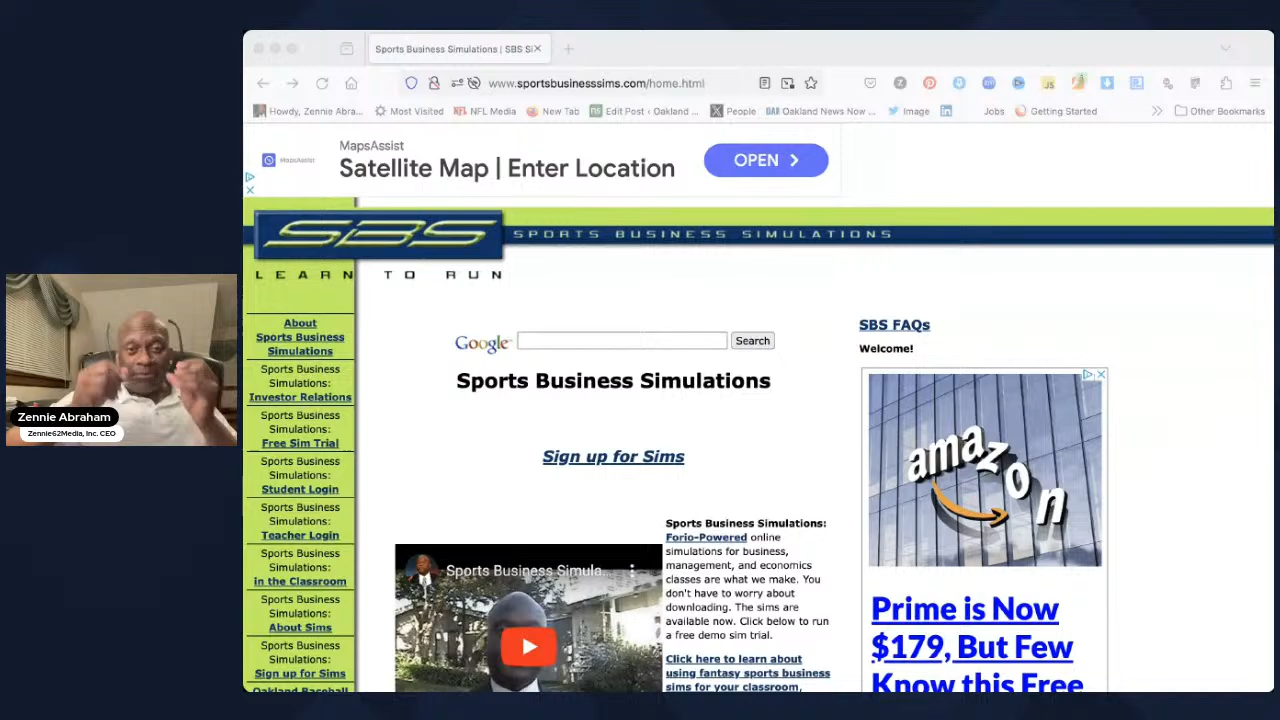 Sports Business Simulations | SBS Si
www.sportsbusinesssims.com/home.html
Howdy, Zennie Abra...
Most Visited
NFL Media
New Tab
Edit Post ‹ Oakland ...
People
Oakland News Now ...
Image
Jobs
Getting Started
Other Bookmarks
MapsAssist
MapsAssist
Satellite Map | Enter Location
OPEN
SBS
SPORTS BUSINESS SIMULATIONS
LEARN TO RUN
About
Sports Business
Simulations
Sports Business
Simulations:
Investor Relations
Sports Business
Simulations:
Free Sim Trial
Sports Business
Simulations:
Student Login
Sports Business
Simulations:
Teacher Login
Sports Business
Simulations:
in the Classroom
Sports Business
Simulations:
About Sims
Sports Business
Simulations:
Sign up for Sims
Oakland Baseball
Google
Search
Sports Business Simulations
Sign up for Sims
Sports Business Simula...
Sports Business Simulations:
Forio-Powered online
simulations for business,
management, and economics
classes are what we make. You
don't have to worry about
downloading. The sims are
available now. Click below to run
a free demo sim trial.
Click here to learn about
using fantasy sports business
sims for your classroom,
SBS FAQs
Welcome!
amazon
Prime is Now
$179, But Few
Know this Free
Zennie Abraham
Zennie62Media, Inc. CEO